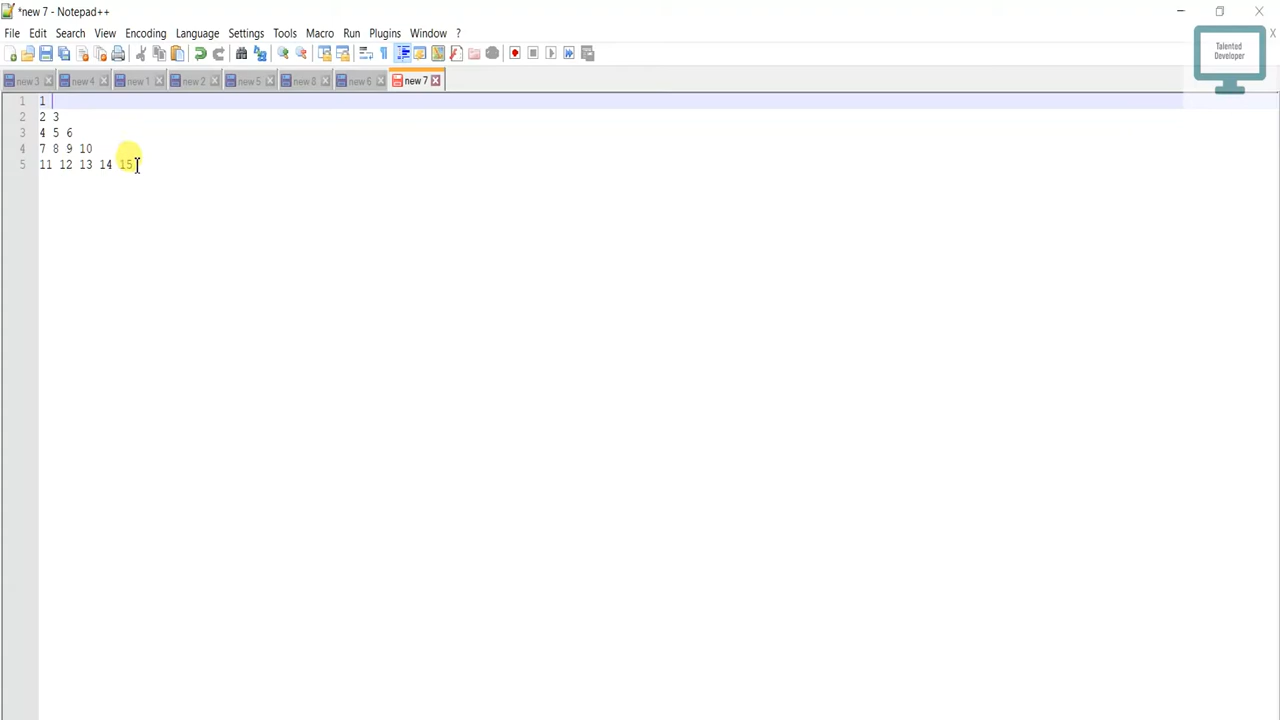 *new 7 - Notepad++
Talented
Developer
File Edit Search View Encoding Language Settings Tools Macro Run Plugins Window ? X
new 3 new 4 new 1 new 2 new 5 new 8 new 6 new 7
1 1
2 2 3
3 4 5 6
4 7 8 9 10
5 11 12 13 14 15